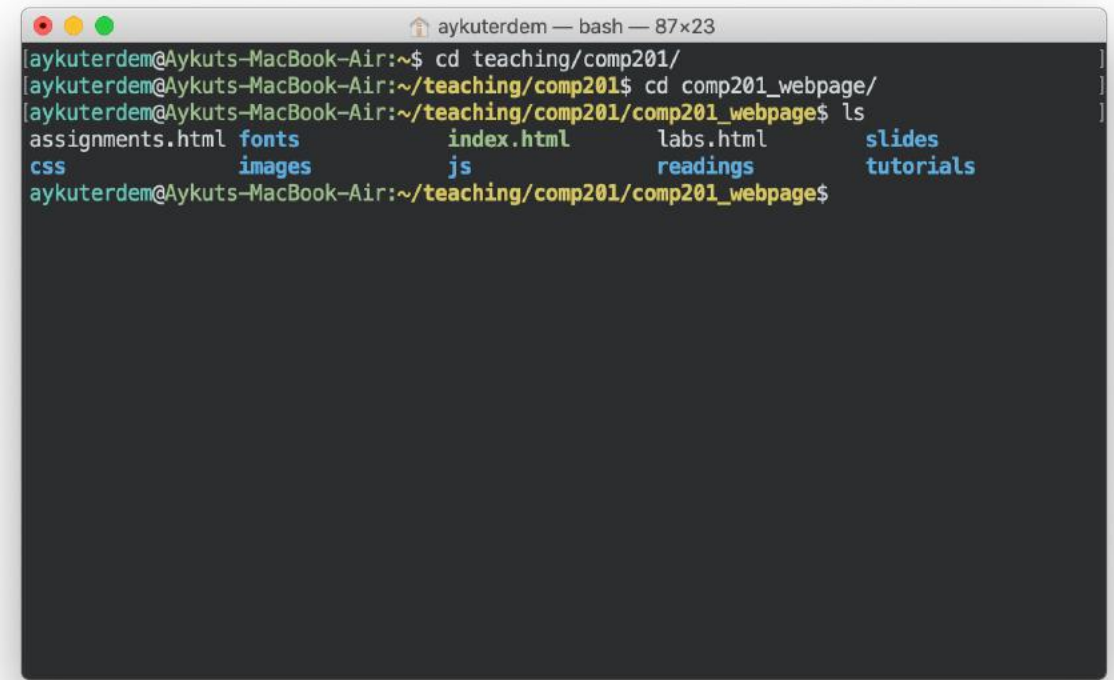 aykuterdem — bash — 87×23
[aykuterdem@Aykuts-MacBook-Air:~$ cd teaching/comp201/ ]
[aykuterdem@Aykuts-MacBook-Air:~/teaching/comp201$ cd comp201_webpage/ ]
[aykuterdem@Aykuts-MacBook-Air:~/teaching/comp201/comp201_webpage$ ls ]
assignments.html fonts index.html labs.html slides
css images js readings tutorials
aykuterdem@Aykuts-MacBook-Air:~/teaching/comp201/comp201_webpage$